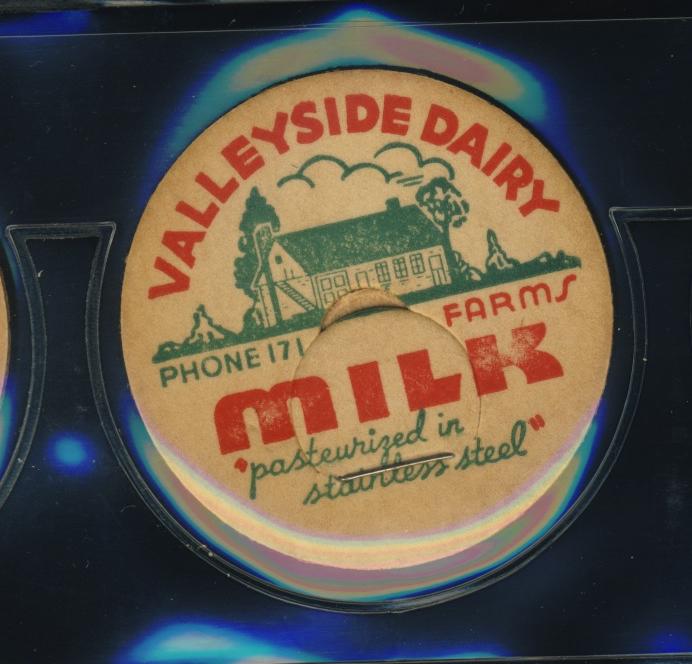 VALLEYSIDE DAIRY
FARMS
PHONE 171
MILK
"pasteurized in
stainless steel"